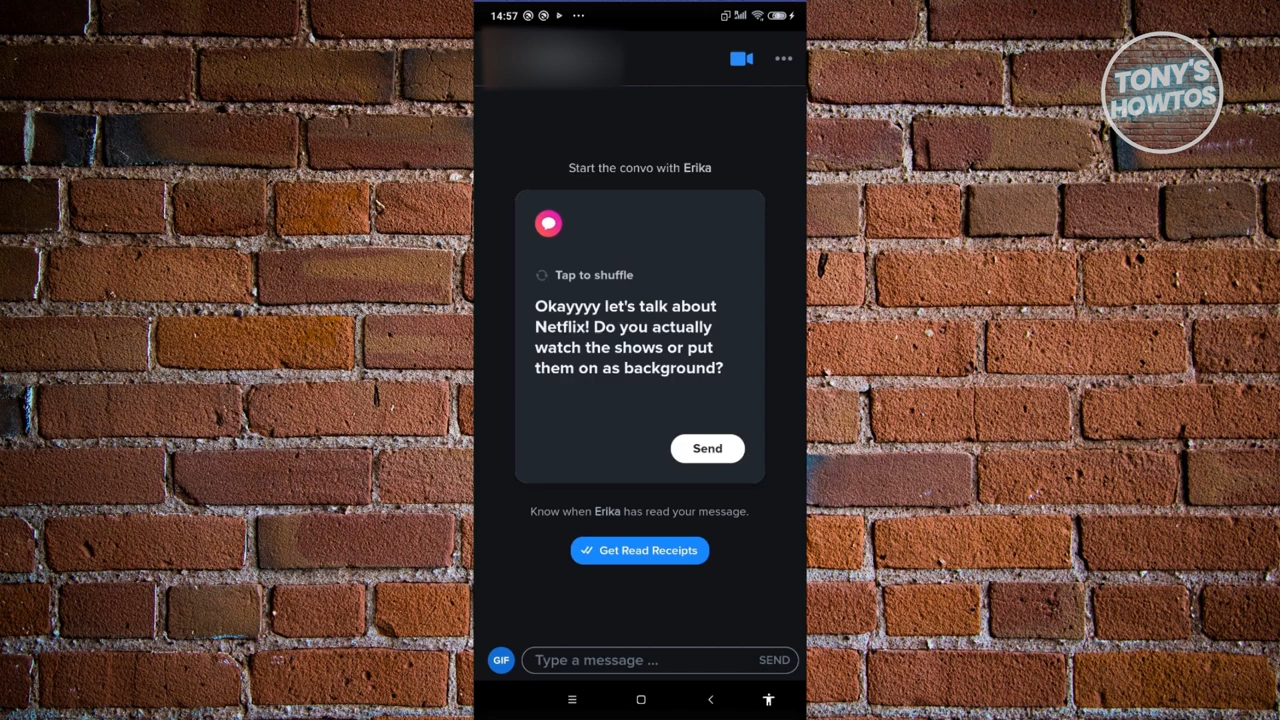 14:57
TONY'S
HOWTOS
Start the convo with Erika
Tap to shuffle
Okayyyy let's talk about
Netflix! Do you actually
watch the shows or put
them on as background?
Send
Know when Erika has read your message.
Get Read Receipts
GIF
Type a message ...
SEND